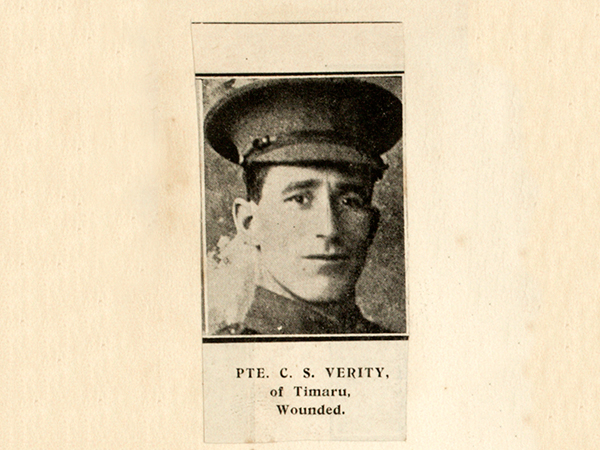 PTE. C. S. VERITY,
of Timaru,
Wounded.